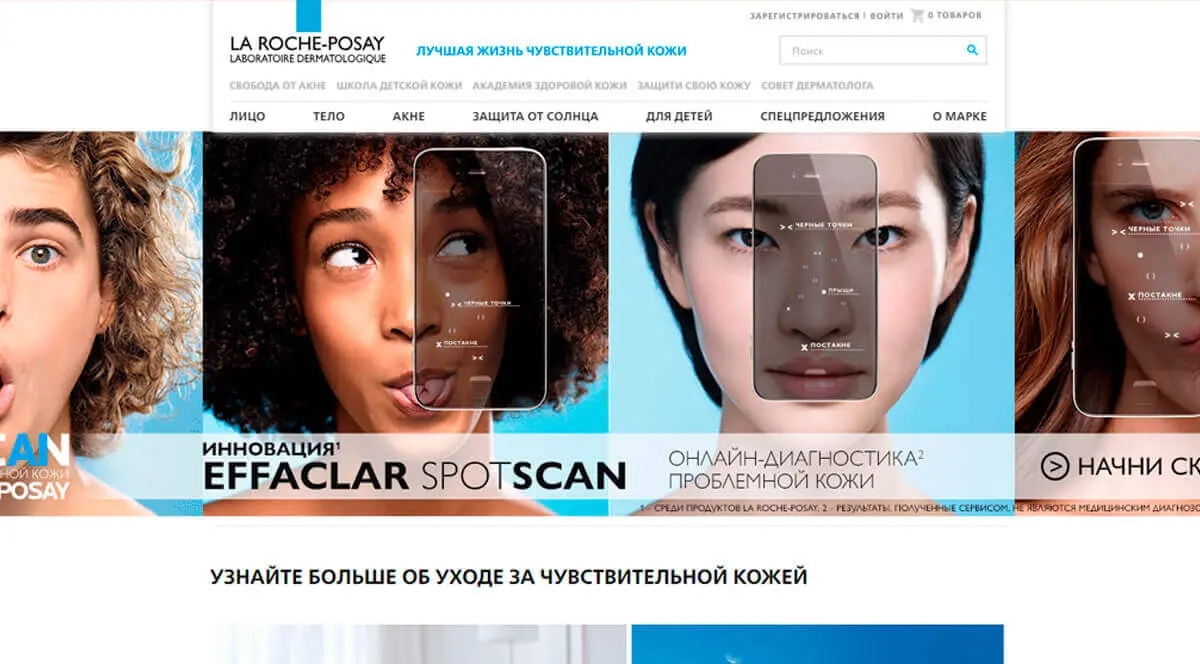 ЗАРЕГИСТРИРОВАТЬСЯ | ВОЙТИ 0 ТОВАРОВ
LA ROCHE-POSAY
LABORATOIRE DERMATOLOGIQUE
ЛУЧШАЯ ЖИЗНЬ ЧУВСТВИТЕЛЬНОЙ КОЖИ
Поиск
СВОБОДА ОТ АКНЕ ШКОЛА ДЕТСКОЙ КОЖИ АКАДЕМИЯ ЗДОРОВОЙ КОЖИ ЗАЩИТИ СВОЮ КОЖУ СОВЕТ ДЕРМАТОЛОГА
ЛИЦО ТЕЛО АКНЕ ЗАЩИТА ОТ СОЛНЦА ДЛЯ ДЕТЕЙ СПЕЦПРЕДЛОЖЕНИЯ О МАРКЕ
ЧЕРНЫЕ ТОЧКИ
ПОСТАКНЕ
ЧЕРНЫЕ ТОЧКИ
ПРЫЩИ
ПОСТАКНЕ
ЧЕРНЫЕ ТОЧКИ
ПОСТАКНЕ
CAN
НОЙ КОЖИ
POSAY
ИННОВАЦИЯ¹
EFFACLAR SPOTSCAN
ОНЛАЙН-ДИАГНОСТИКА²
ПРОБЛЕМНОЙ КОЖИ
НАЧНИ СК
1 - СРЕДИ ПРОДУКТОВ LA ROCHE-POSAY, 2 - РЕЗУЛЬТАТЫ, ПОЛУЧЕННЫЕ СЕРВИСОМ, НЕ ЯВЛЯЮТСЯ МЕДИЦИНСКИМ ДИАГНОЗО
УЗНАЙТЕ БОЛЬШЕ ОБ УХОДЕ ЗА ЧУВСТВИТЕЛЬНОЙ КОЖЕЙ